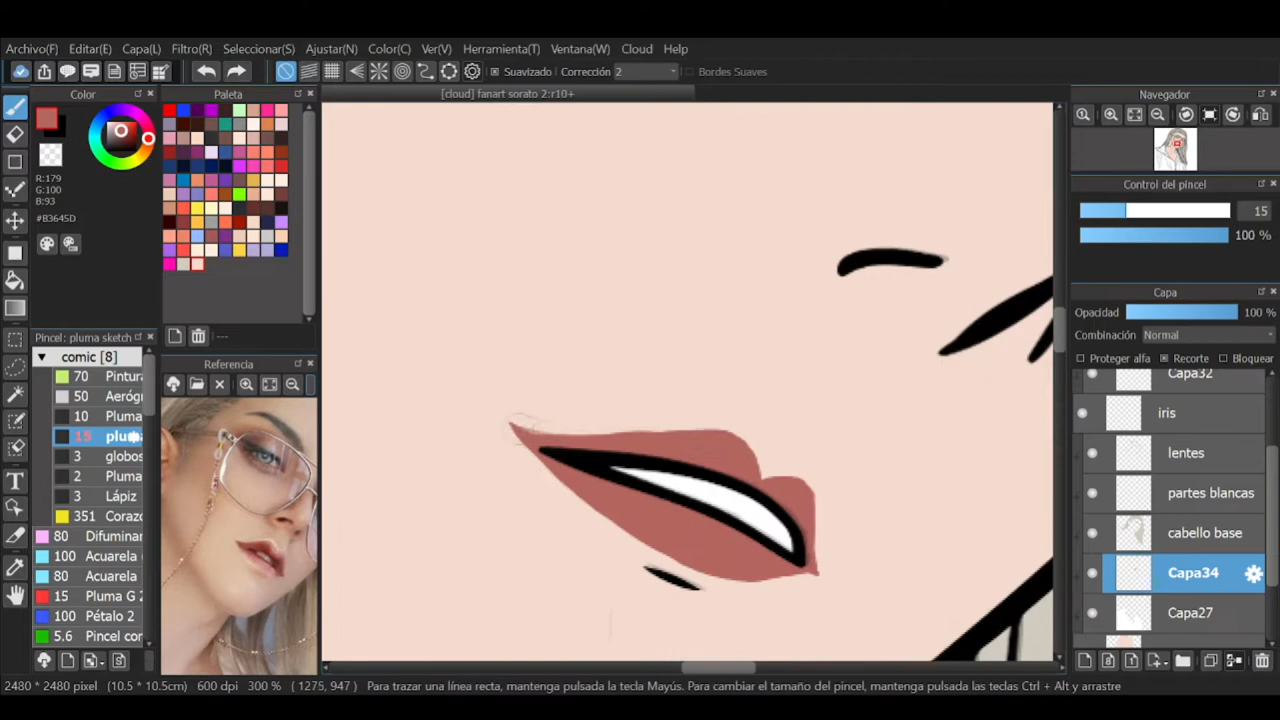 Archivo(F) Editar(E) Capa(L) Filtro(R) Seleccionar(S) Ajustar(N) Color(C) Ver(V) Herramienta(T) Ventana(W) Cloud Help
Suavizado Corrección 2 Bordes Suaves
Color
Paleta
[cloud] fanart sorato 2:r10+
Navegador
R:179
G:100
B:93
#B3645D
Control del pincel
15
100 %
Capa
Opacidad 100 %
Combinación Normal
Proteger alfa Recorte Bloquear
---
Pincel: pluma sketch
Referencia
comic [8]
70 Pintur
50 Aeróg
10 Pluma
15 pluma
3 globos
2 Pluma
3 Lápiz
351 Corazo
80 Difuminar
100 Acuarela
80 Acuarela
15 Pluma G 2
100 Pétalo 2
5.6 Pincel cor
Capa32
iris
lentes
partes blancas
cabello base
Capa34
Capa27
2480 * 2480 pixel (10.5 * 10.5cm) 600 dpi 300 % ( 1275, 947 ) Para trazar una línea recta, mantenga pulsada la tecla Mayús. Para cambiar el tamaño del pincel, mantenga pulsadas las teclas Ctrl + Alt y arrastre